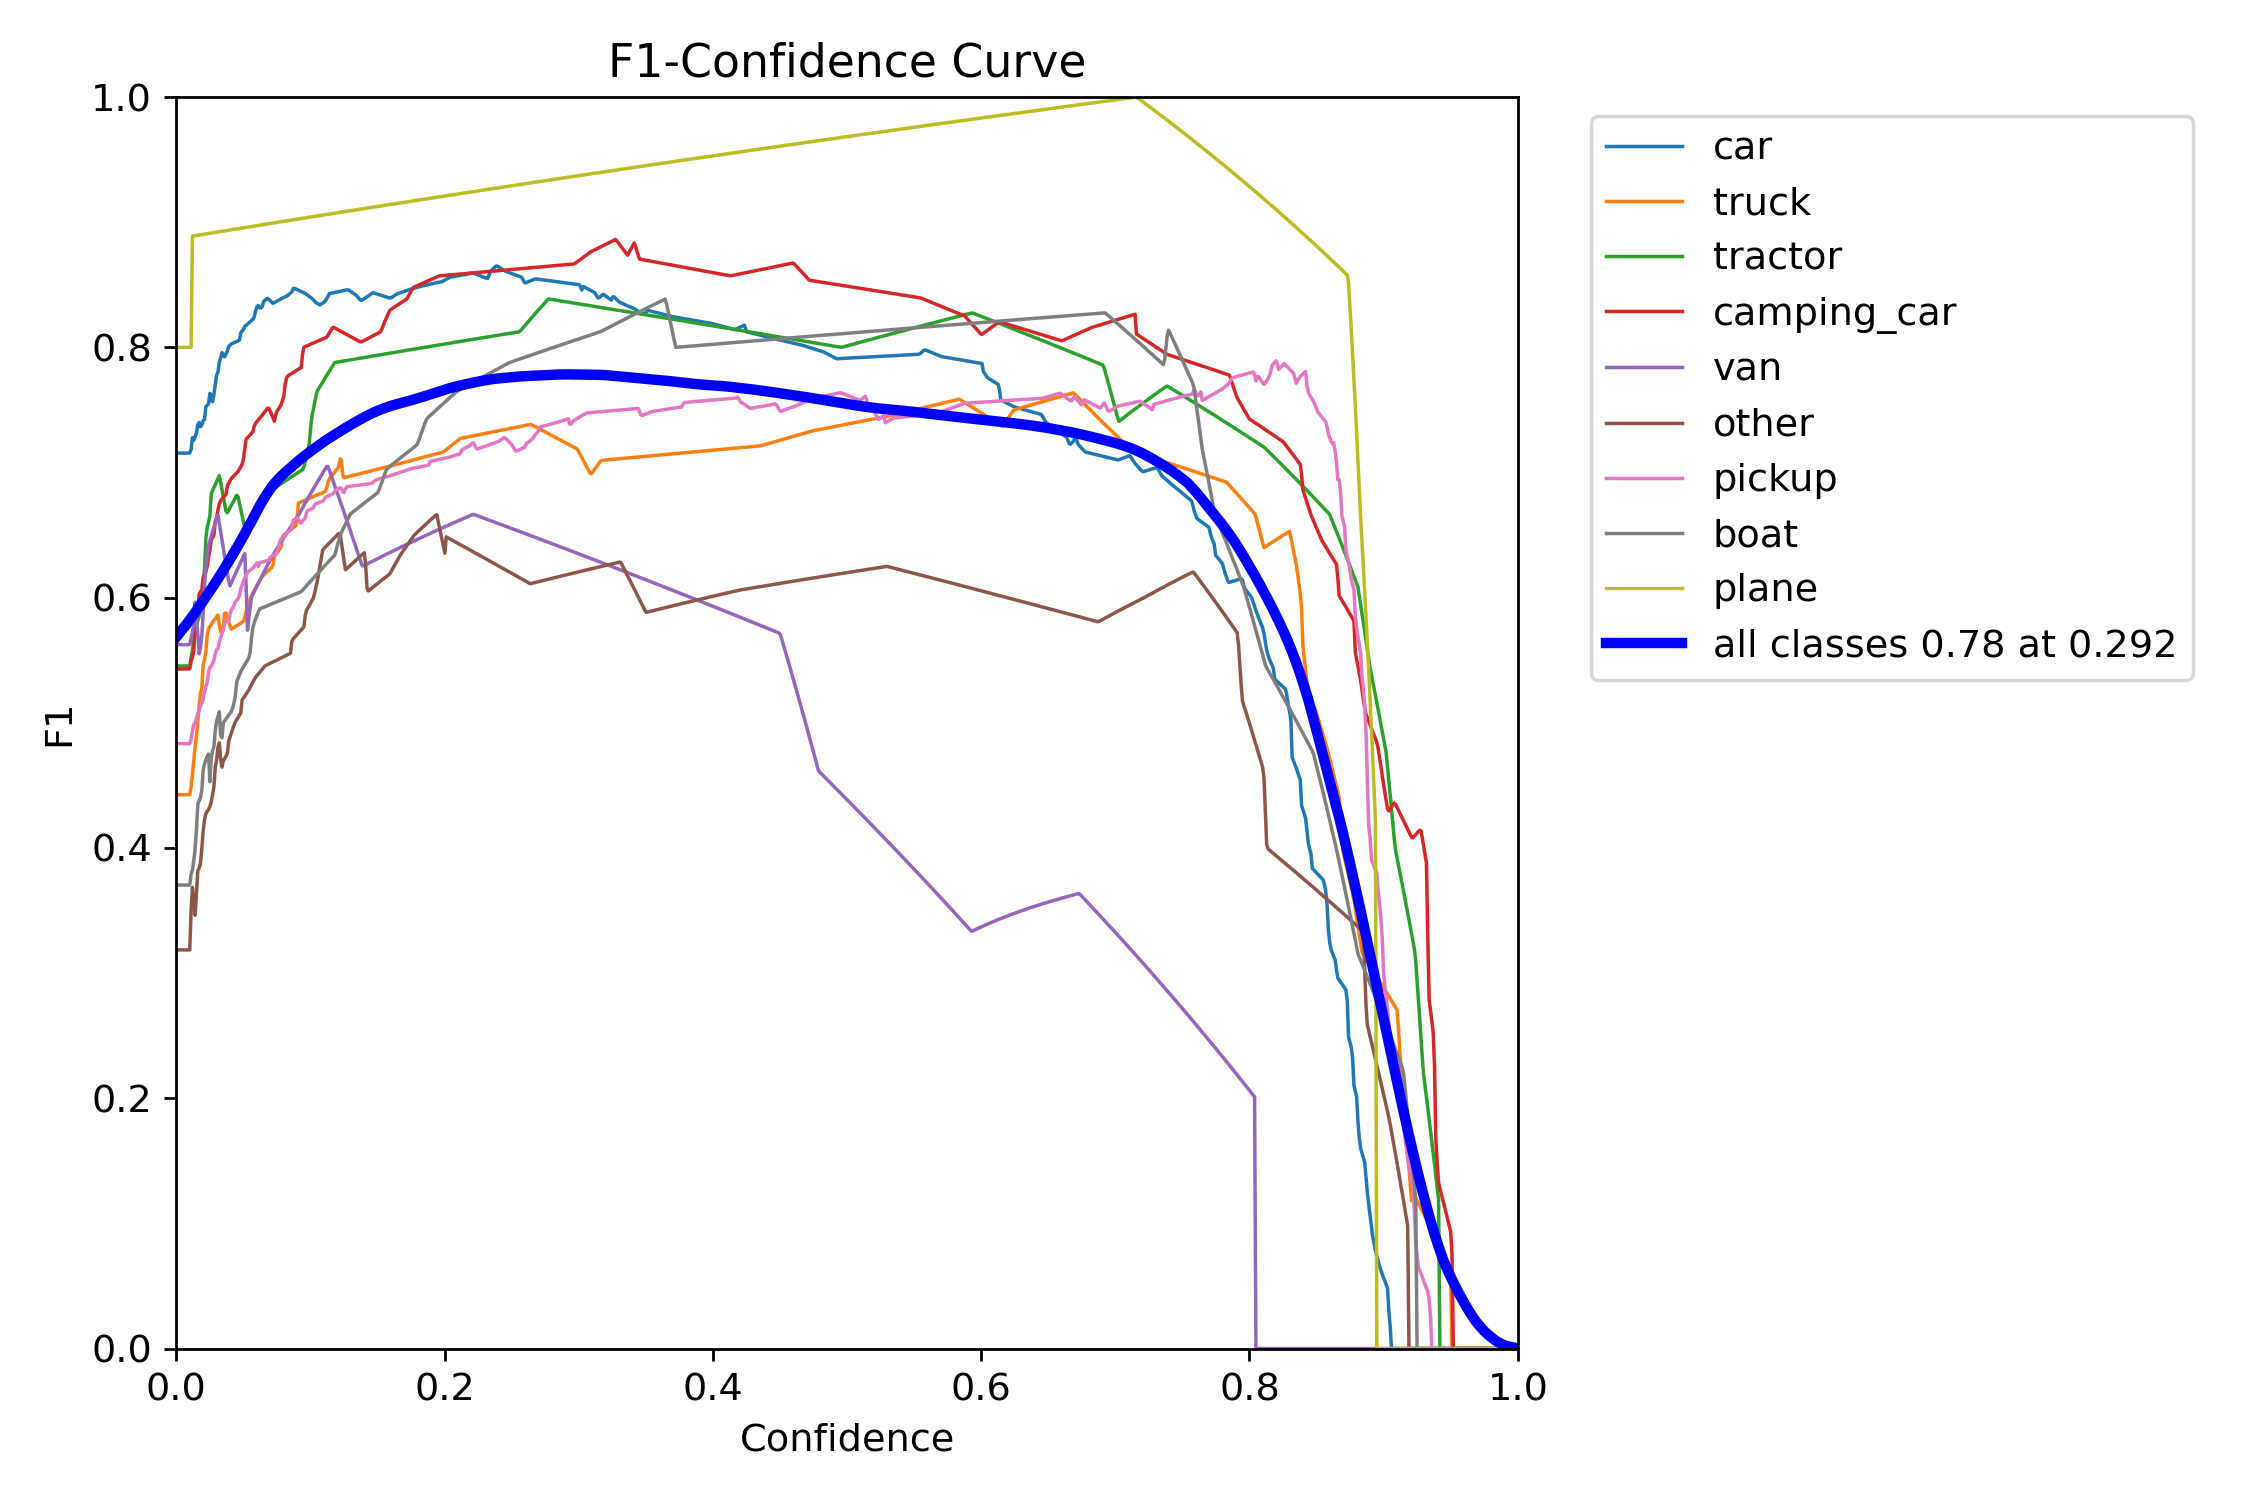 F1-Confidence Curve
1.0
0.8
0.6
0.4
0.2
0.0
F1
0.0 0.2 0.4 0.6 0.8 1.0
Confidence
car
truck
tractor
camping_car
van
other
pickup
boat
plane
all classes 0.78 at 0.292